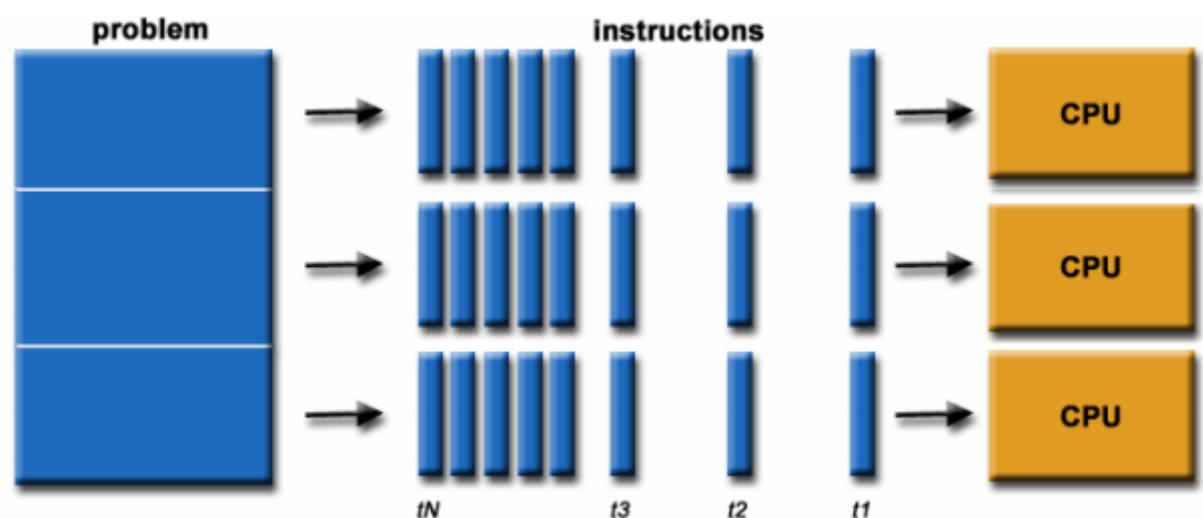 problem
instructions
CPU
CPU
CPU
tN t3 t2 t1